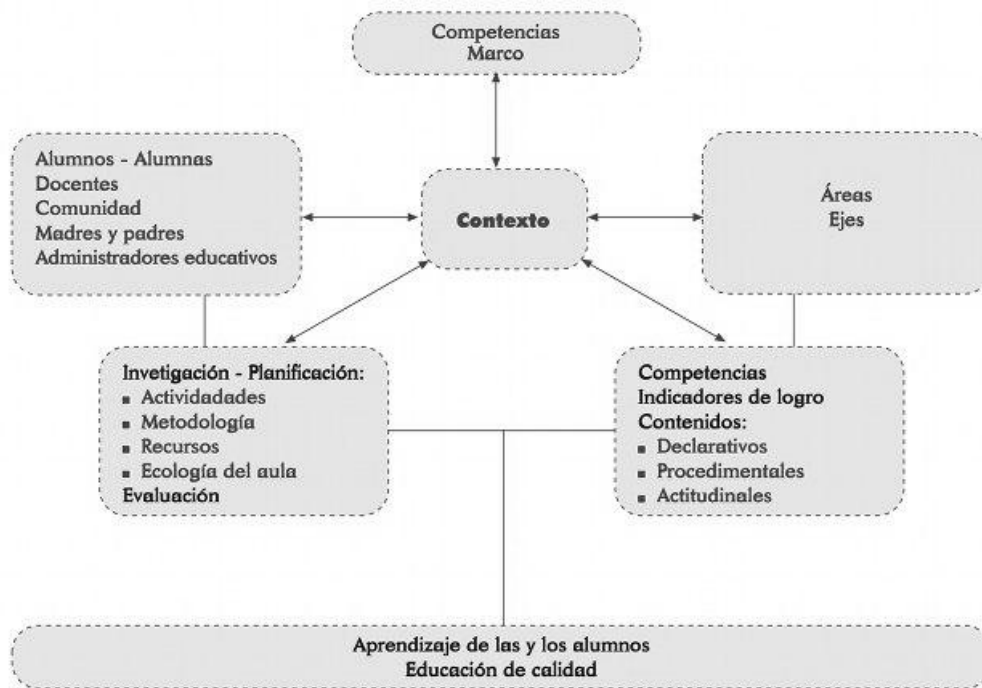 Competencias
Marco
Alumnos - Alumnas
Docentes
Comunidad
Madres y padres
Administradores educativos
Contexto
Áreas
Ejes
Invetigación - Planificación:
▪ Actividadades
▪ Metodología
▪ Recursos
▪ Ecología del aula
Evaluación
Competencias
Indicadores de logro
Contenidos:
▪ Declarativos
▪ Procedimentales
▪ Actitudinales
Aprendizaje de las y los alumnos
Educación de calidad